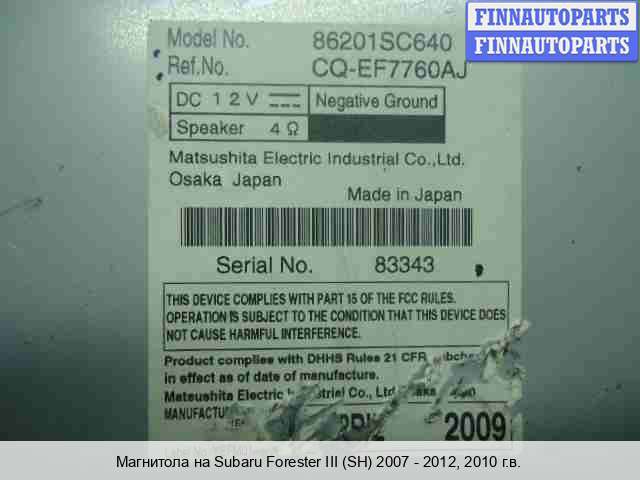 FINNAUTOPARTS
FINNAUTOPARTS
FINNAUTOPARTS
Model No. 86201SC640
Ref.No. CQ-EF7760AJ
DC 12V Negative Ground
Speaker 4Ω
Matsushita Electric Industrial Co.,Ltd.
Osaka Japan
Made in Japan
Serial No. 83343
THIS DEVICE COMPLIES WITH PART 15 OF THE FCC RULES.
OPERATION IS SUBJECT TO THE CONDITION THAT THIS DEVICE DOES
NOT CAUSE HARMFUL INTERFERENCE.
Product complies with DHHS Rules 21 CFR
in effect as of date of manufacture.
Matsushita Electric Co., Ltd.
2009
Магнитола на Subaru Forester III (SH) 2007 - 2012, 2010 г.в.